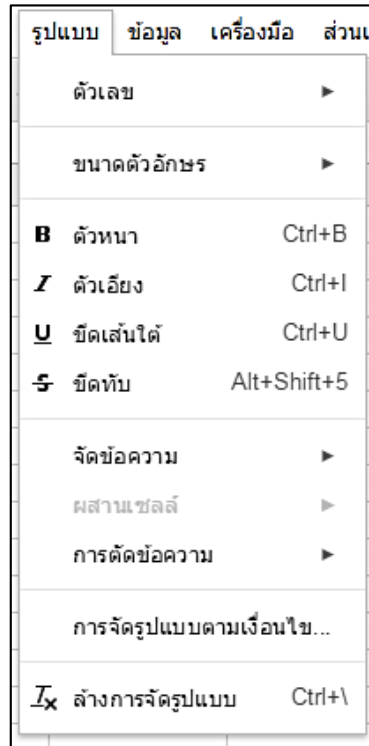 รูปแบบ ข้อมูล เครื่องมือ ส่วนเ
ตัวเลข
ขนาดตัวอักษร
B ตัวหนา Ctrl+B
I ตัวเอียง Ctrl+I
U ขีดเส้นใต้ Ctrl+U
S ขีดทับ Alt+Shift+5
จัดข้อความ
ผสานเซลล์
การตัดข้อความ
การจัดรูปแบบตามเงื่อนไข...
ล้างการจัดรูปแบบ Ctrl+\